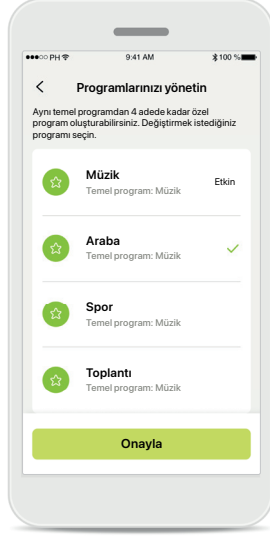 PH 9:41 AM 100 %
Programlarınızı yönetin
Aynı temel programdan 4 adede kadar özel
program oluşturabilirsiniz. Değiştirmek istediğiniz
programı seçin.
Müzik Etkin
Temel program: Müzik
Araba
Temel program: Müzik
Spor
Temel program: Müzik
Toplantı
Temel program: Müzik
Onayla